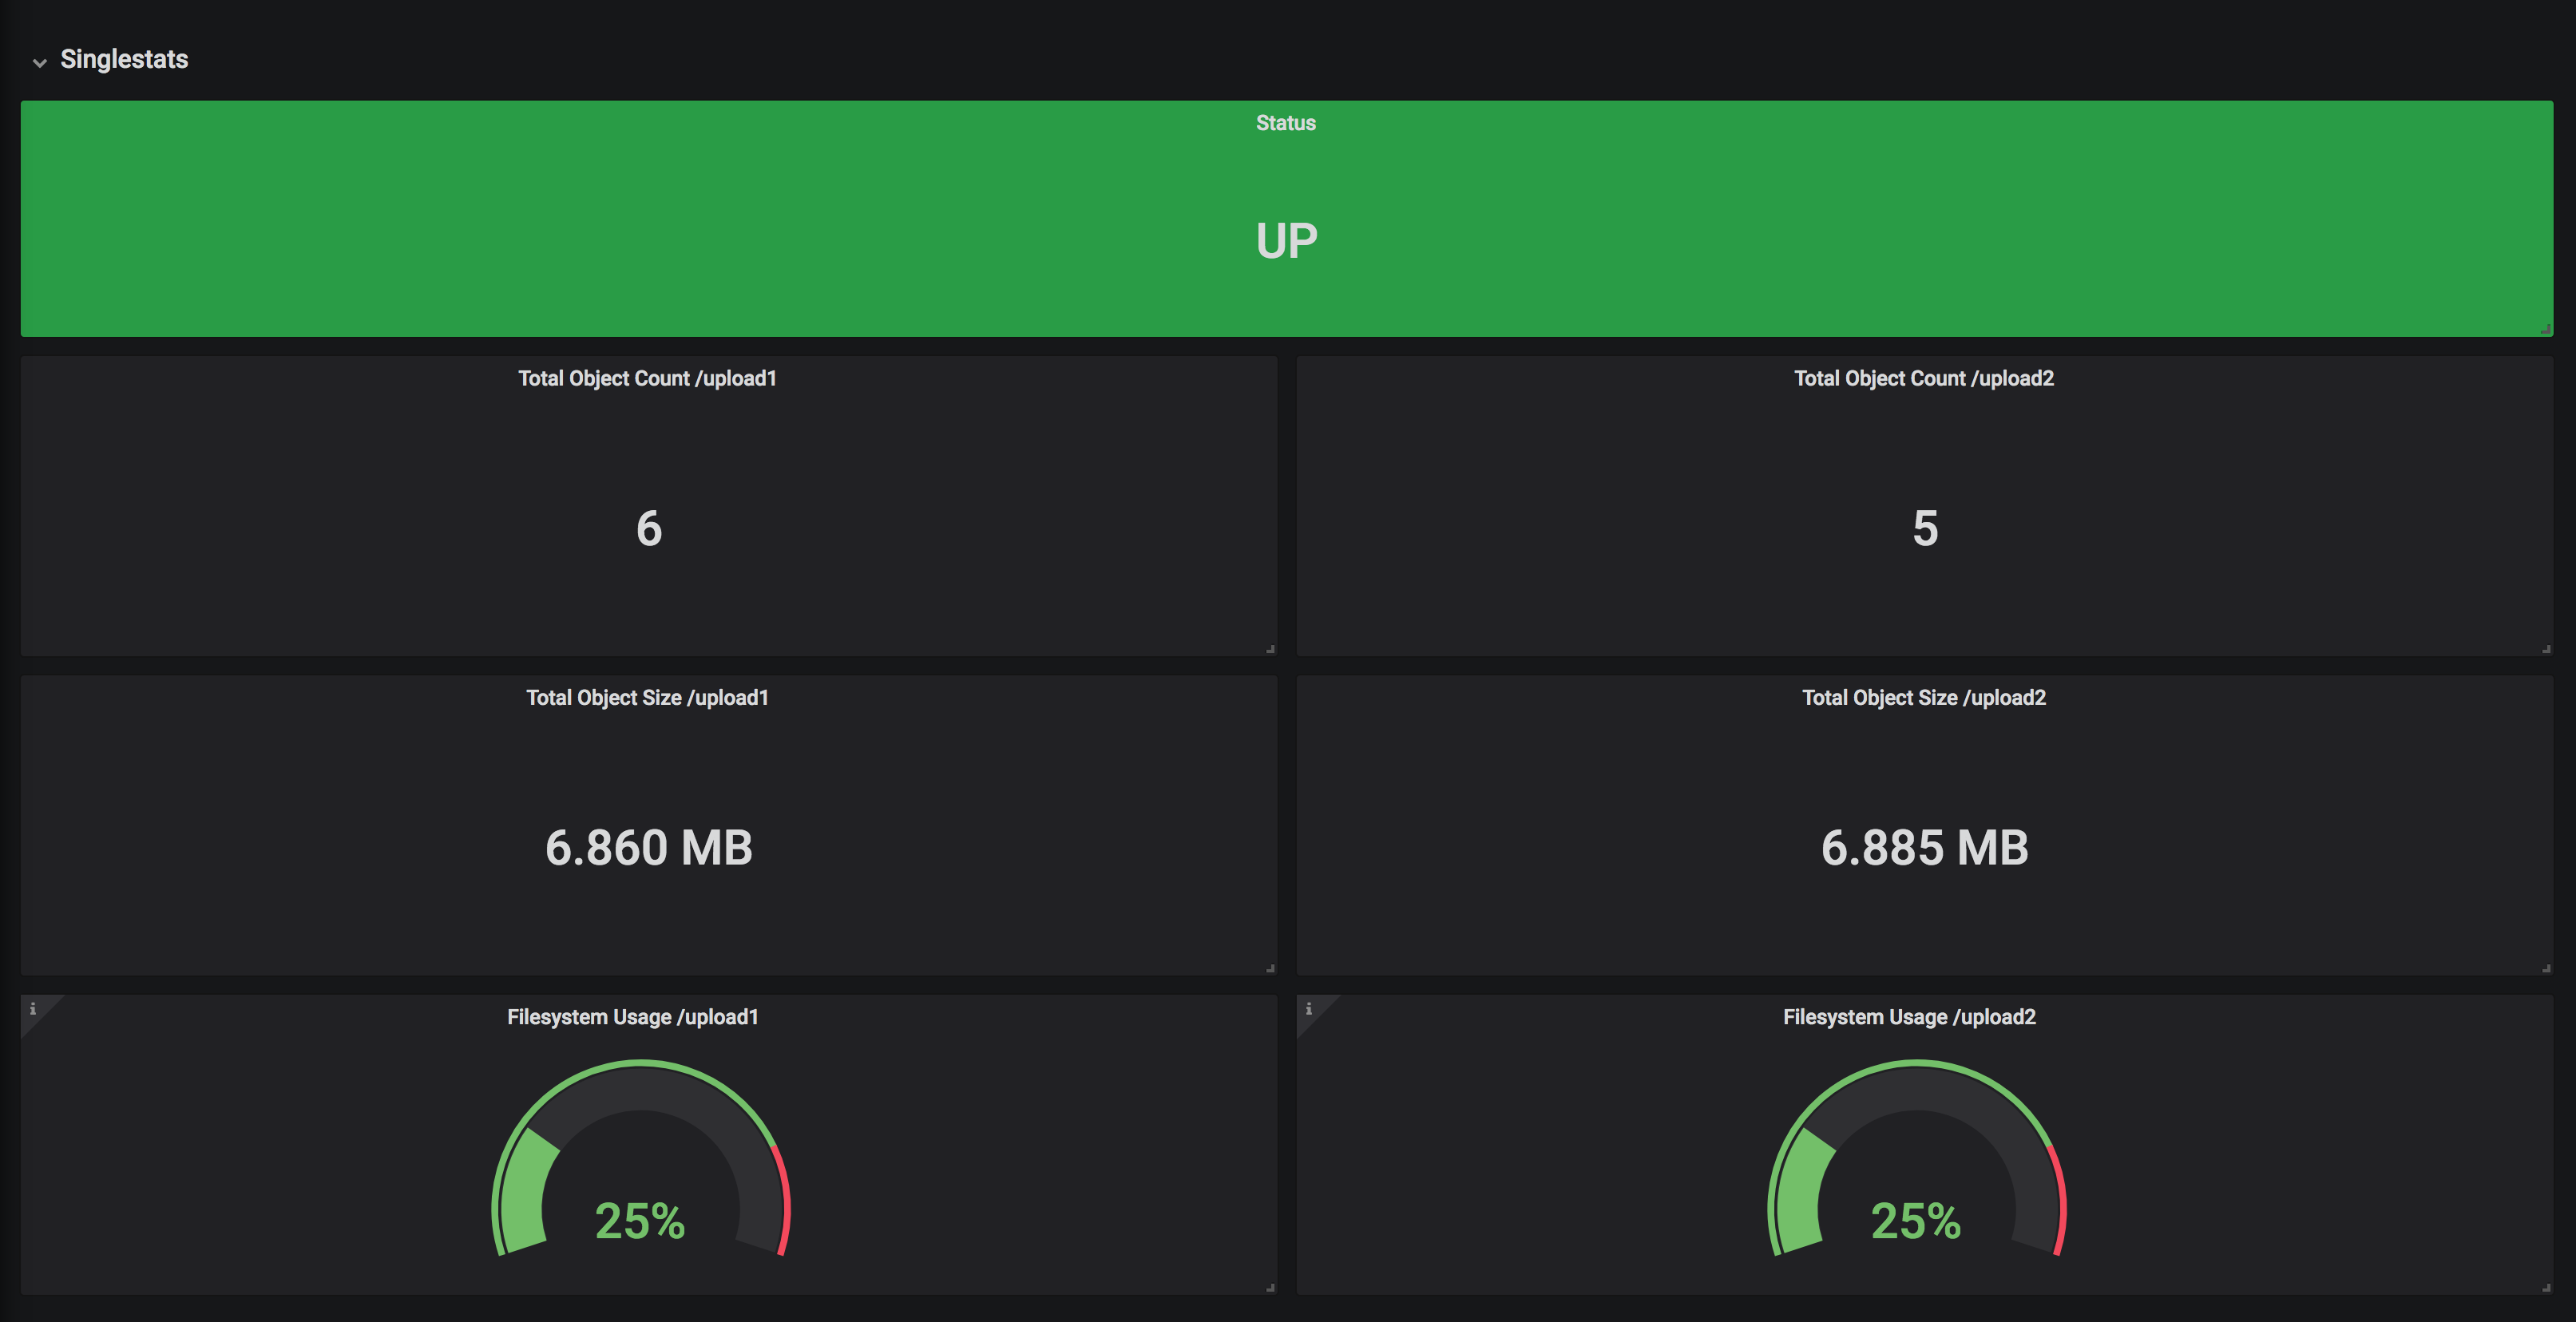 Singlestats
Status
UP
Total Object Count /upload1
Total Object Count /upload2
6
5
Total Object Size /upload1
Total Object Size /upload2
6.860 MB
6.885 MB
i
i
Filesystem Usage /upload1
Filesystem Usage /upload2
25%
25%